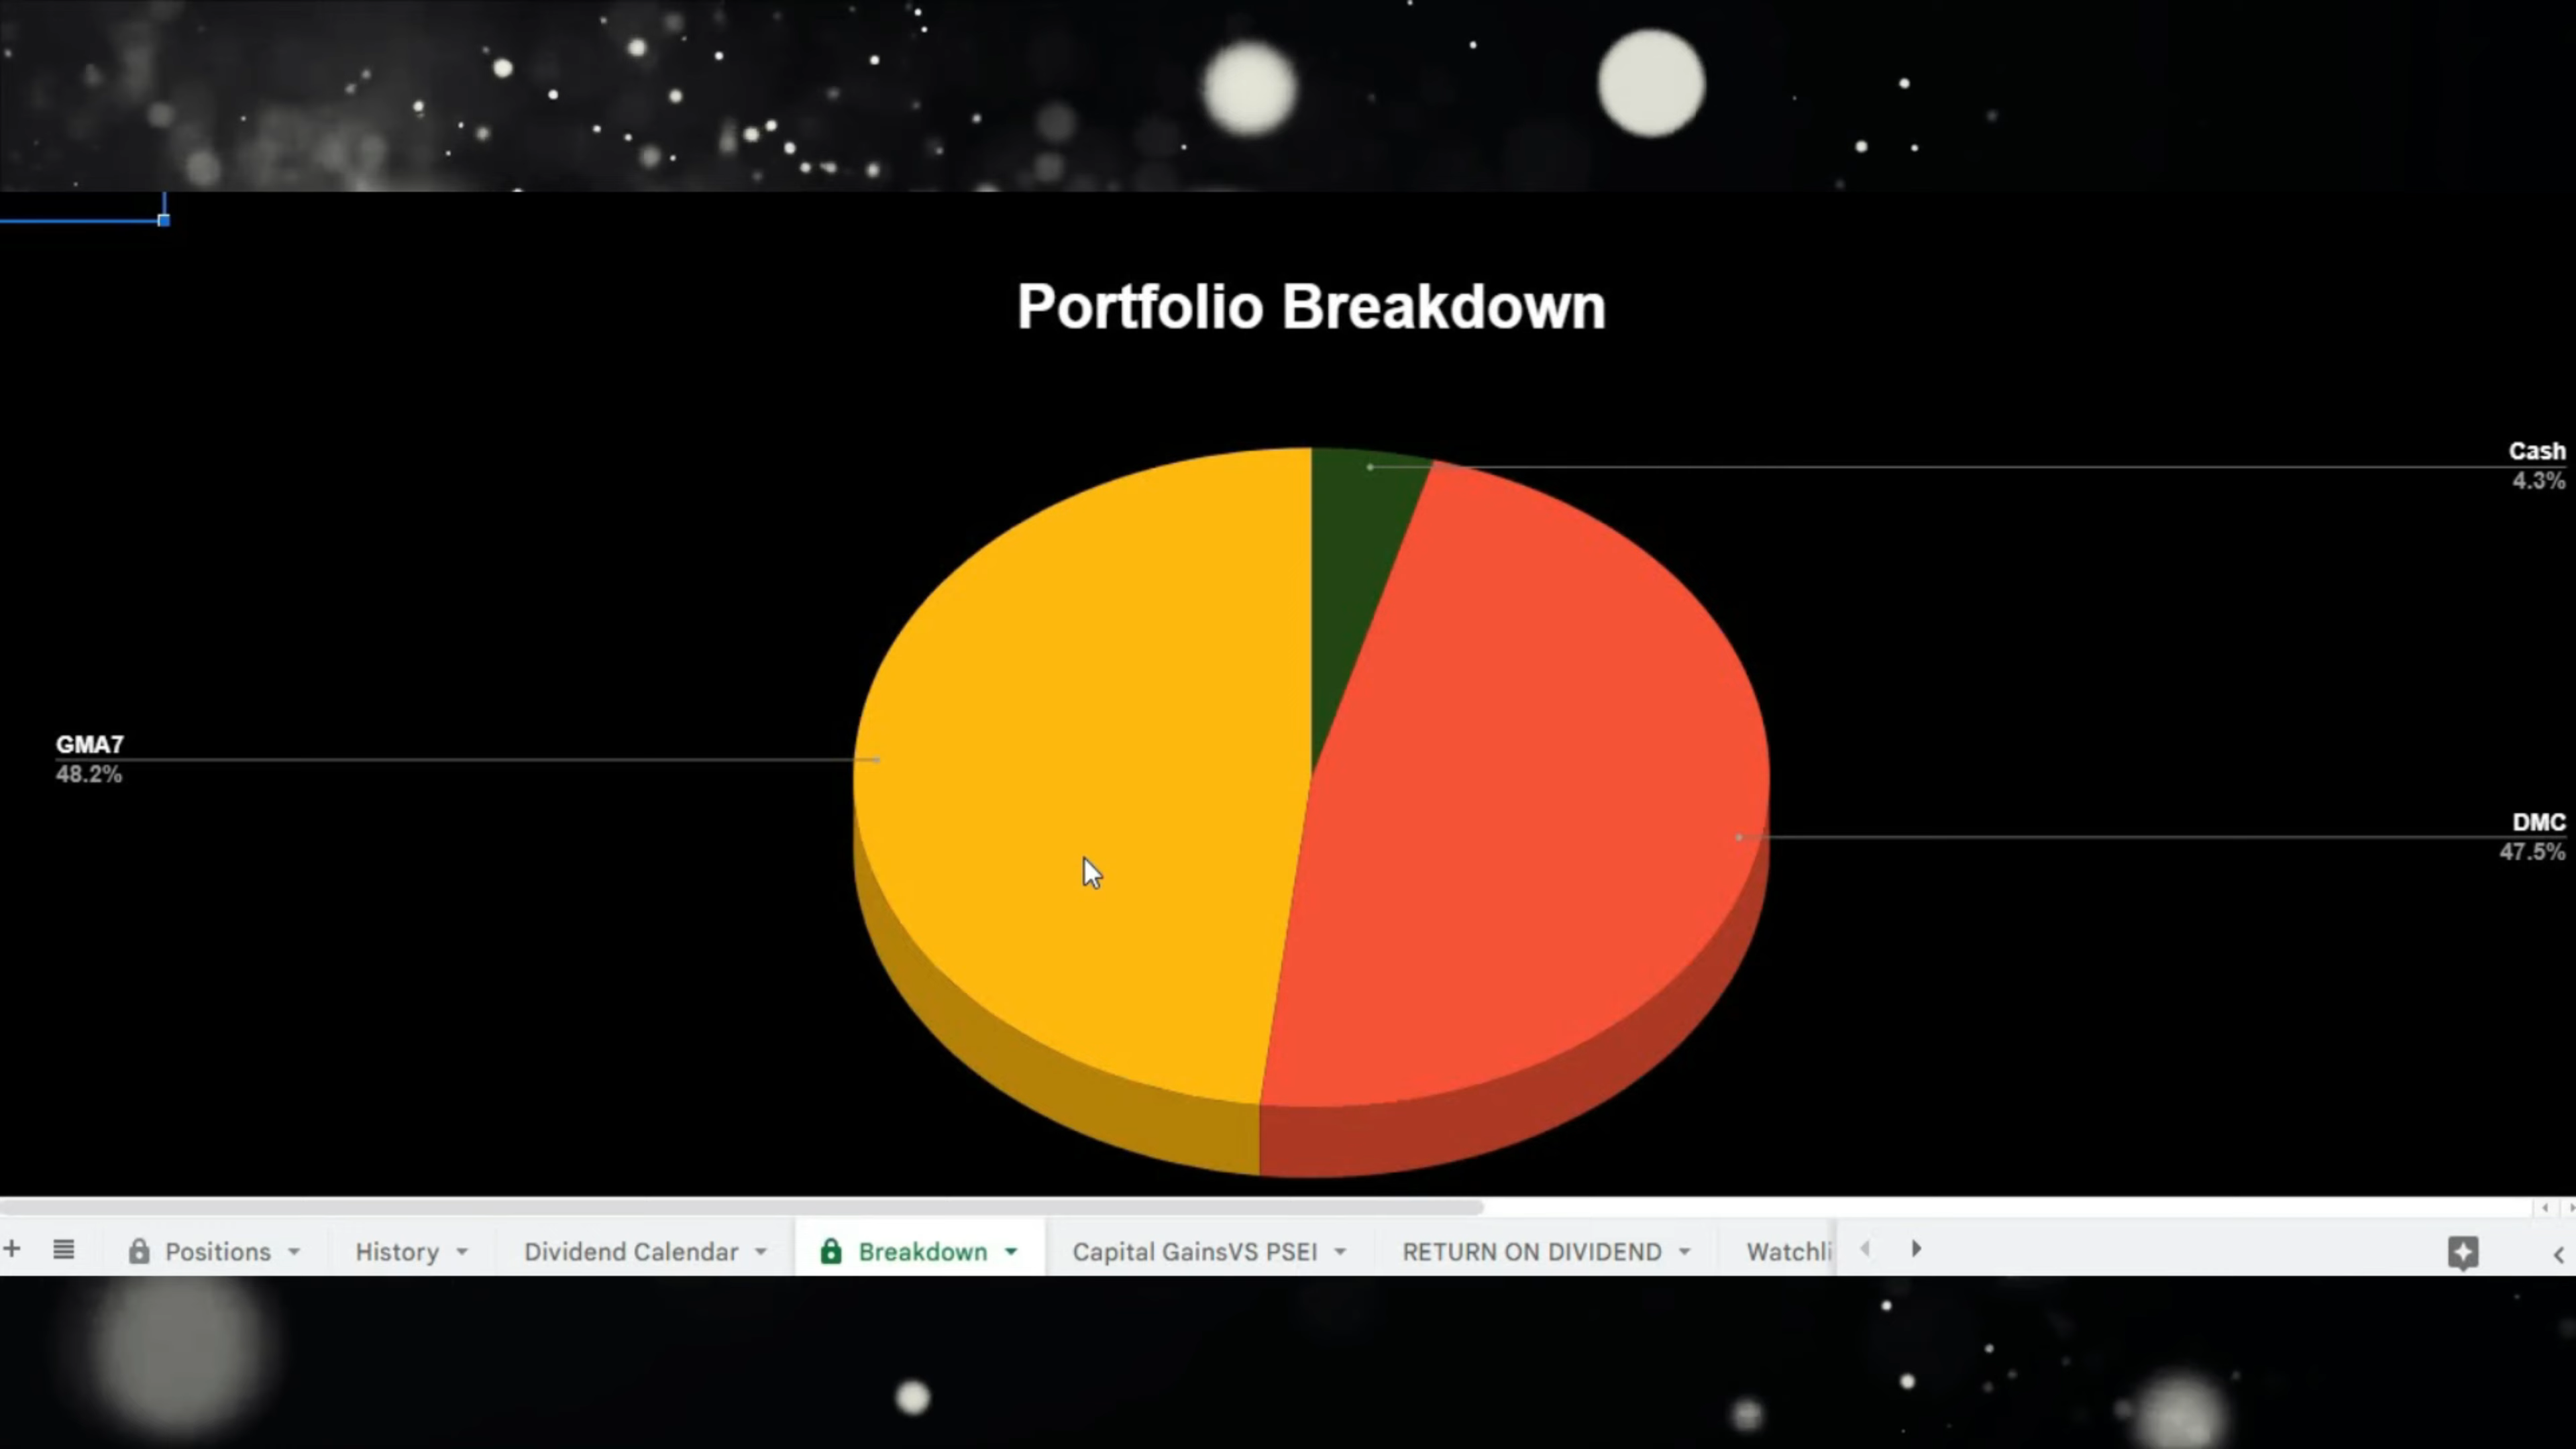 Portfolio Breakdown
Cash
4.3%
GMA7
48.2%
DMC
47.5%
Positions
History
Dividend Calendar
Breakdown
Capital GainsVS PSEI
RETURN ON DIVIDEND
Watchli